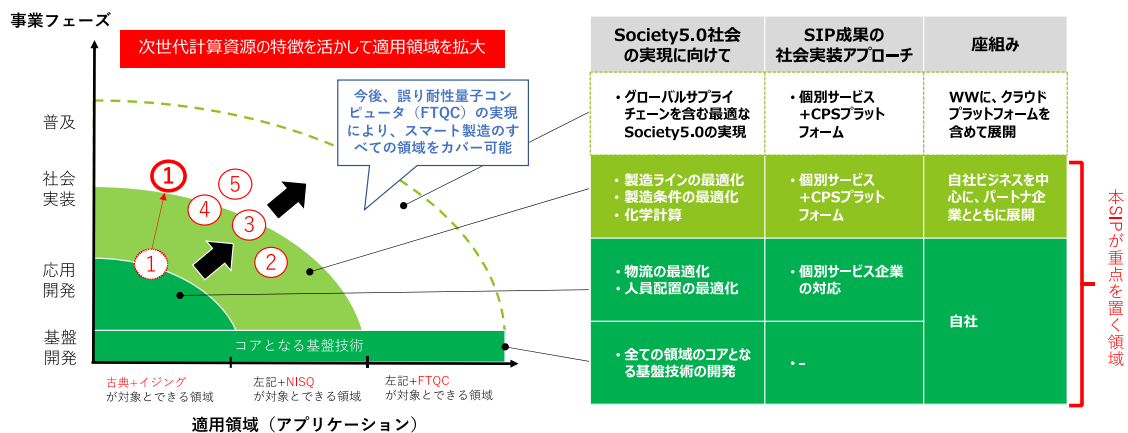 事業フェーズ
次世代計算資源の特徴を活かして適用領域を拡大
今後、誤り耐性量子コン
ピュータ（FTQC）の実現
により、スマート製造のす
べての領域をカバー可能
普及
社会
実装
応用
開発
基盤
開発
①
⑤
④
③
②
①
コアとなる基盤技術
古典+イジング
が対象とできる領域
左記+NISQ
が対象とできる領域
左記+FTQC
が対象とできる領域
適用領域（アプリケーション）
Society5.0社会
の実現に向けて
SIP成果の
社会実装アプローチ
座組み
・グローバルサプライ
チェーンを含む最適な
Society5.0の実現
・個別サービス
+CPSプラット
フォーム
WWに、クラウド
プラットフォームを
含めて展開
・製造ラインの最適化
・製造条件の最適化
・化学計算
・個別サービス
+CPSプラット
フォーム
自社ビジネスを中
心に、パートナ企
業とともに展開
・物流の最適化
・人員配置の最適化
・個別サービス企業
の対応
自社
・全ての領域のコアとな
る基盤技術の開発
・-
本SIPが重点を置く領域